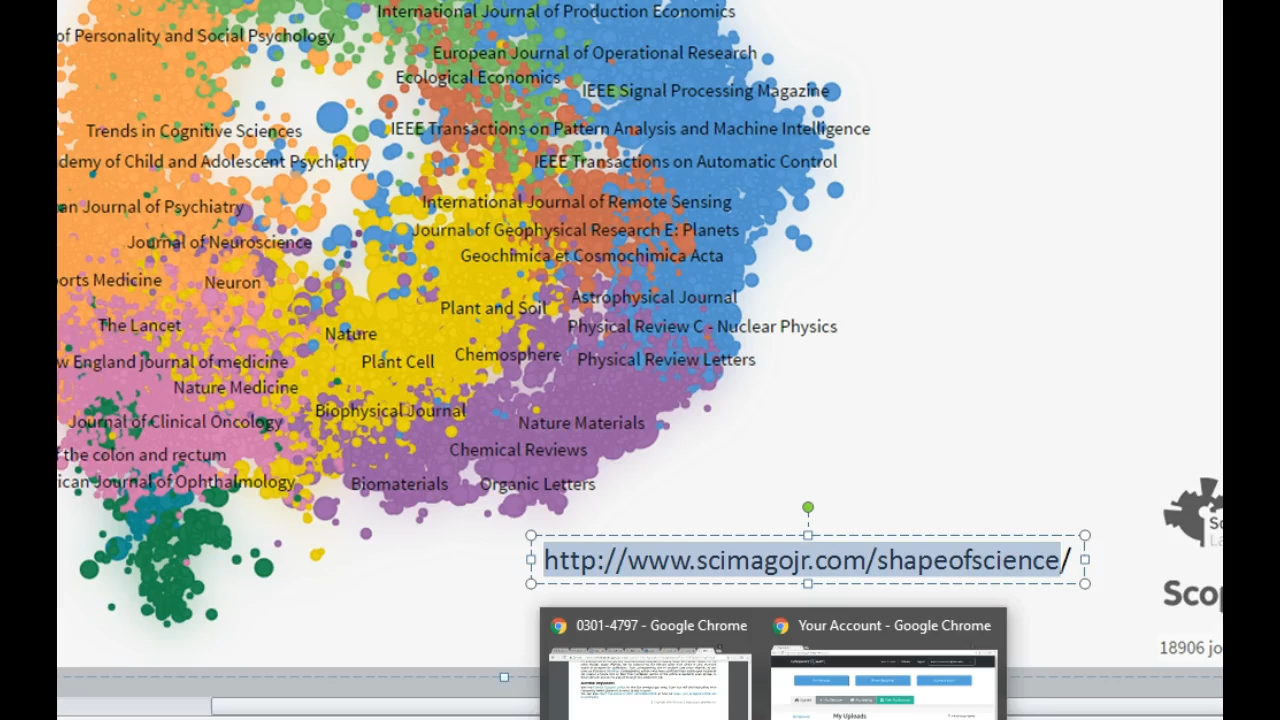 International Journal of Production Economics
of Personality and Social Psychology
European Journal of Operational Research
Ecological Economics
IEEE Signal Processing Magazine
Trends in Cognitive Sciences
IEEE Transactions on Pattern Analysis and Machine Intelligence
demy of Child and Adolescent Psychiatry
IEEE Transactions on Automatic Control
an Journal of Psychiatry
International Journal of Remote Sensing
Journal of Geophysical Research E: Planets
Journal of Neuroscience
Geochimica et Cosmochimica Acta
orts Medicine
Neuron
Astrophysical Journal
Plant and Soil
The Lancet
Physical Review C - Nuclear Physics
Nature
Chemosphere
Physical Review Letters
w England journal of medicine
Plant Cell
Nature Medicine
Biophysical Journal
Journal of Clinical Oncology
Nature Materials
Chemical Reviews
the colon and rectum
ican Journal of Ophthalmology
Biomaterials
Organic Letters
http://www.scimagojr.com/shapeofscience/
Scop
0301-4797 - Google Chrome
Your Account - Google Chrome
18906 jo
My Uploads